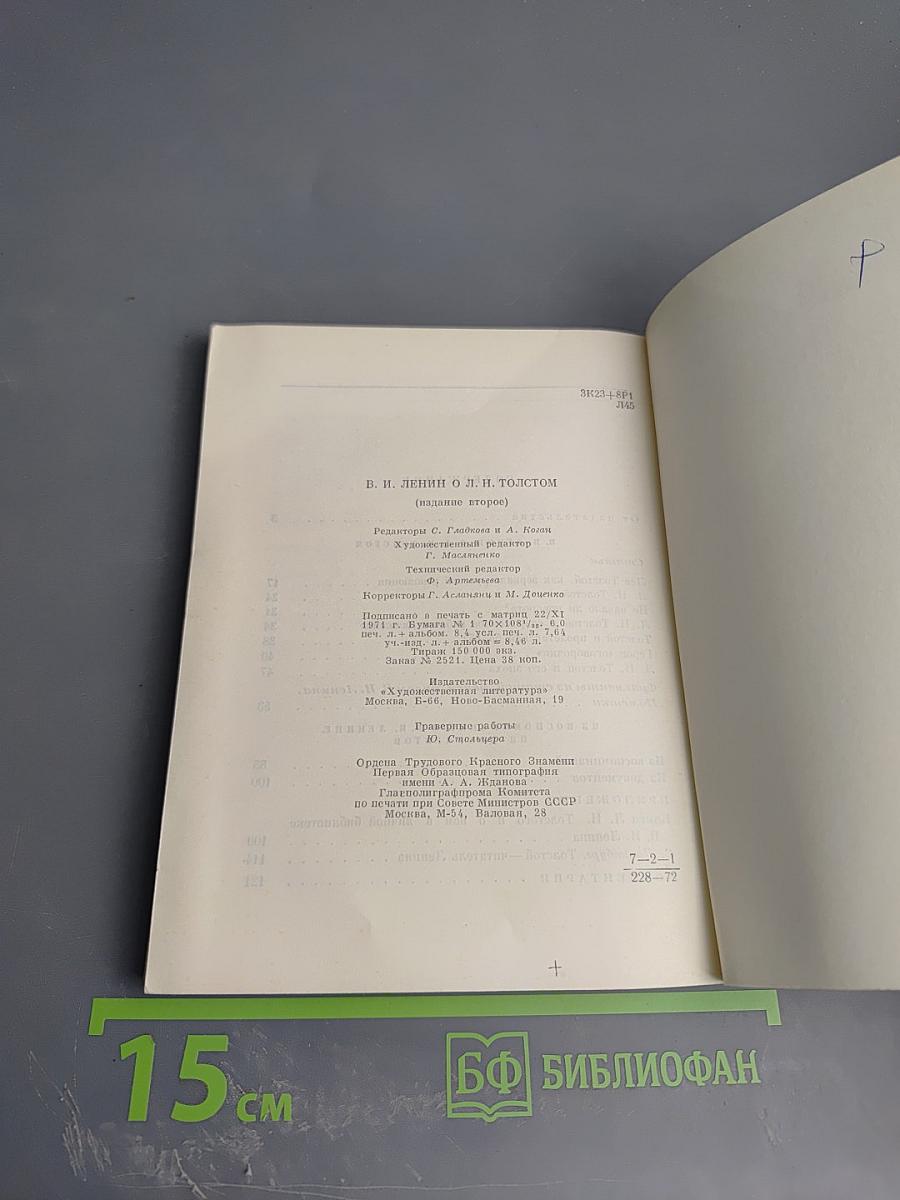 Р
3К23+8Р1
Л45
В. И. ЛЕНИН О Л. Н. ТОЛСТОМ
(издание второе)
Редакторы С. Гладкова и А. Коган
Художественный редактор
Г. Масляненко
Технический редактор
Ф. Артемьева
Корректоры Г. Асланянц и М. Доценко
Подписано в печать с матриц 22/XI
1971 г. Бумага № 1 70×108¹/₃₂. 6,0
печ. л.+ альбом. 8,4 усл. печ. л. 7,64
уч.-изд. л. + альбом = 8,46 л.
Тираж 150 000 экз.
Заказ № 2521. Цена 38 коп.
Издательство
«Художественная литература»
Москва, Б-66, Ново-Басманная, 19
Граверные работы
Ю. Стольцера
Ордена Трудового Красного Знамени
Первая Образцовая типография
имени А. А. Жданова
Главполиграфпрома Комитета
по печати при Совете Министров СССР
Москва, М-54, Валовая, 28
7—2—1
228—72
+
15 см
БФ БИБЛИОФАН